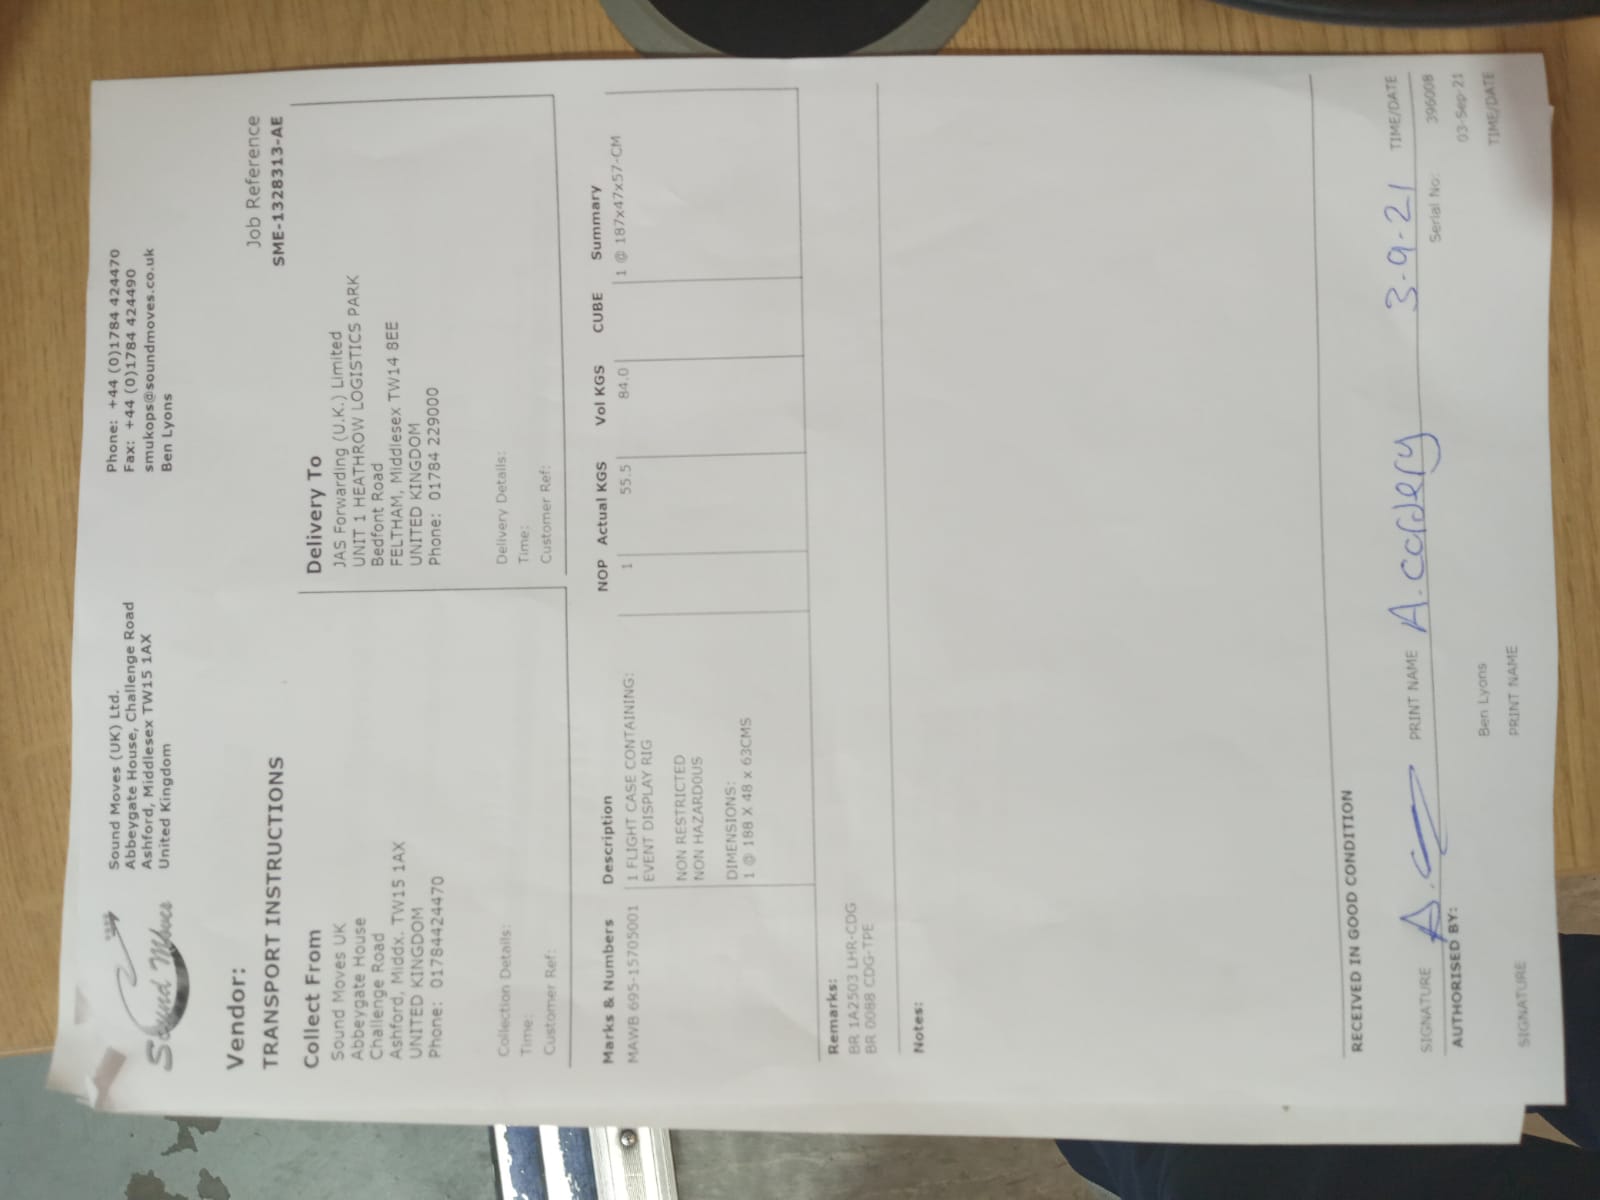 Sound Moves
Sound Moves (UK) Ltd.
Abbeygate House, Challenge Road
Ashford, Middlesex TW15 1AX
United Kingdom
Phone: +44 (0)1784 424470
Fax: +44 (0)1784 424490
smukops@soundmoves.co.uk
Ben Lyons
Vendor:
TRANSPORT INSTRUCTIONS
Job Reference
SME-1328313-AE
Collect From
Sound Moves UK
Abbeygate House
Challenge Road
Ashford, Middx. TW15 1AX
UNITED KINGDOM
Phone: 01784424470
Collection Details:
Time:
Customer Ref:
Delivery To
JAS Forwarding (U.K.) Limited
UNIT 1 HEATHROW LOGISTICS PARK
Bedfont Road
FELTHAM, Middlesex TW14 8EE
UNITED KINGDOM
Phone: 01784 229000
Delivery Details:
Time:
Customer Ref:
Marks & Numbers Description NOP Actual KGS Vol KGS CUBE Summary
MAWB 695-15705001 1 FLIGHT CASE CONTAINING: 1 55.5 84.0 1 @ 187x47x57-CM
EVENT DISPLAY RIG
NON RESTRICTED
NON HAZARDOUS
DIMENSIONS:
1 @ 188 X 48 x 63CMS
Remarks:
BR 1A2503 LHR-CDG
BR 0088 CDG-TPE
Notes:
RECEIVED IN GOOD CONDITION
SIGNATURE PRINT NAME 3-9-21 TIME/DATE
AUTHORISED BY: Serial No: 396008
Ben Lyons 03-Sep-21
SIGNATURE PRINT NAME TIME/DATE